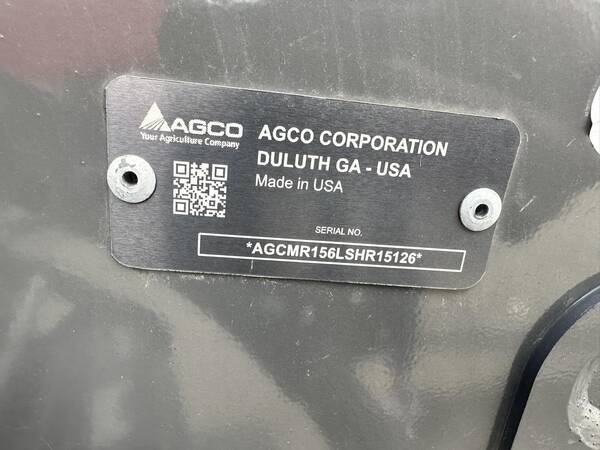 AGCO
Your Agriculture Company
AGCO CORPORATION
DULUTH GA - USA
Made in USA
SERIAL NO.
*AGCMR156LSHR15126*